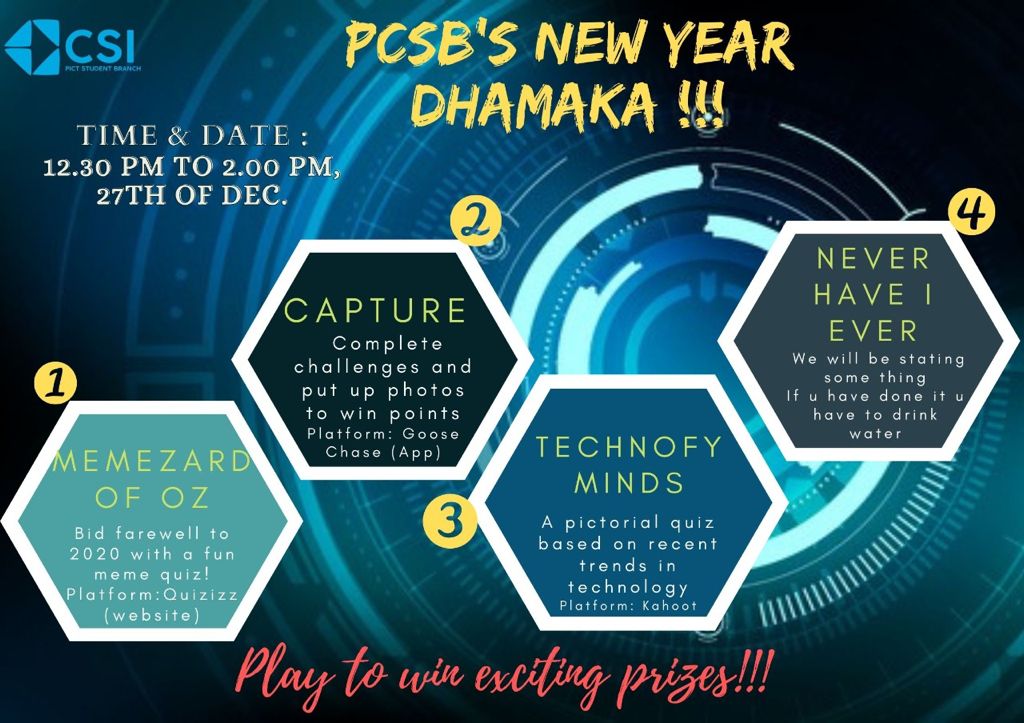 CSI
PICT STUDENT BRANCH
PCSB'S NEW YEAR
DHAMAKA !!!
TIME & DATE :
12.30 PM TO 2.00 PM,
27TH OF DEC.
1
MEMEZARD
OF OZ
Bid farewell to
2020 with a fun
meme quiz!
Platform:Quizizz
(website)
2
CAPTURE
Complete
challenges and
put up photos
to win points
Platform: Goose
Chase (App)
3
TECHNOFY
MINDS
A pictorial quiz
based on recent
trends in
technology
Platform: Kahoot
4
NEVER
HAVE I
EVER
We will be stating
some thing
If u have done it u
have to drink
water
Play to win exciting prizes!!!